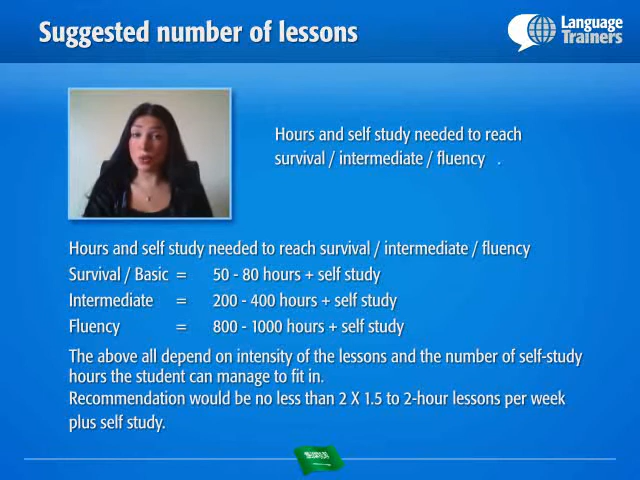 Suggested number of lessons
Language
Trainers
Hours and self study needed to reach
survival / intermediate / fluency .
Hours and self study needed to reach survival / intermediate / fluency
Survival / Basic = 50 - 80 hours + self study
Intermediate = 200 - 400 hours + self study
Fluency = 800 - 1000 hours + self study
The above all depend on intensity of the lessons and the number of self-study
hours the student can manage to fit in.
Recommendation would be no less than 2 X 1.5 to 2-hour lessons per week
plus self study.